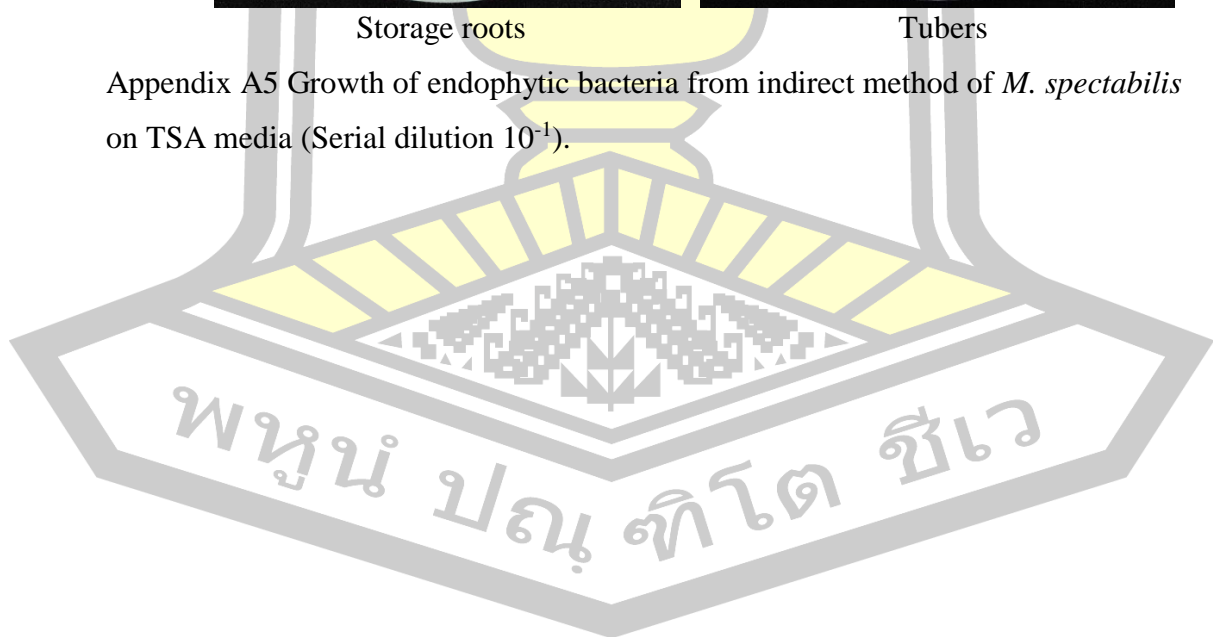 Storage roots Tubers
Appendix A5 Growth of endophytic bacteria from indirect method of M. spectabilis
on TSA media (Serial dilution 10⁻¹).
พหูนํ ปณฺฑิโต ชีเว